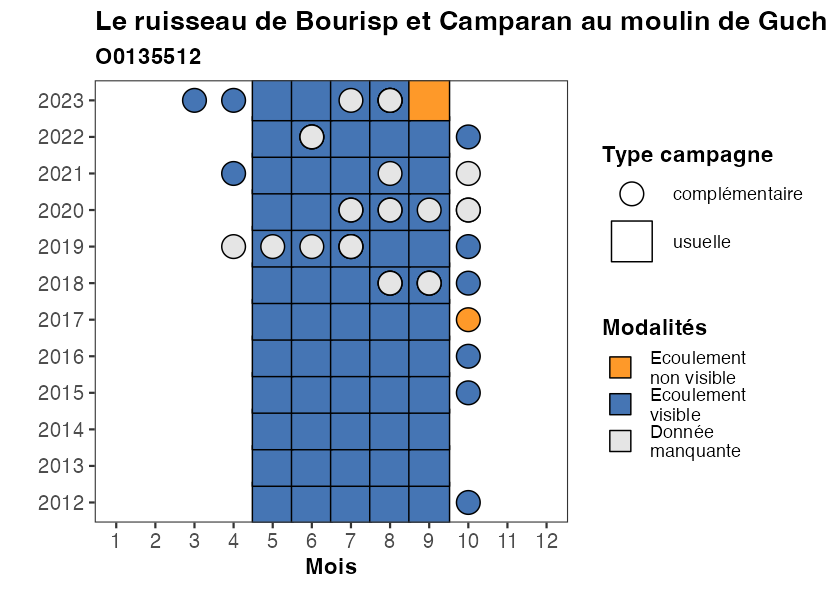 Le ruisseau de Bourisp et Camparan au moulin de Guch
O0135512
2023
2022
2021
2020
2019
2018
2017
2016
2015
2014
2013
2012
1 2 3 4 5 6 7 8 9 10 11 12
Mois
Type campagne
complémentaire
usuelle
Modalités
Ecoulement
non visible
Ecoulement
visible
Donnée
manquante